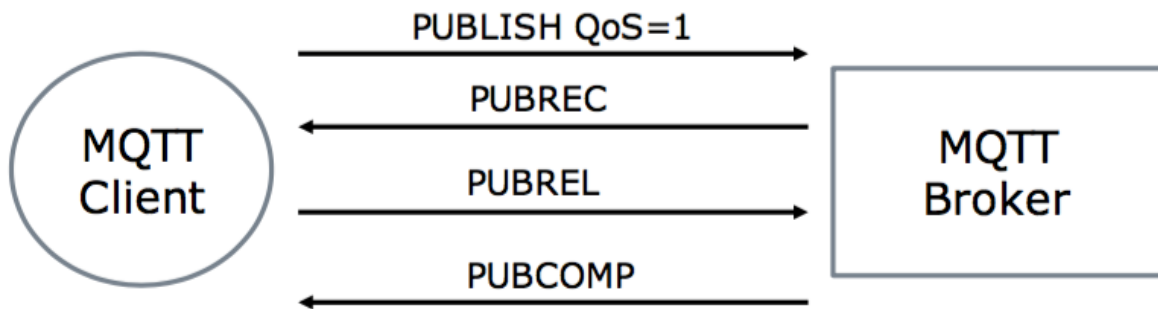 PUBLISH QoS=1
PUBREC
MQTT
Client
MQTT
Broker
PUBREL
PUBCOMP